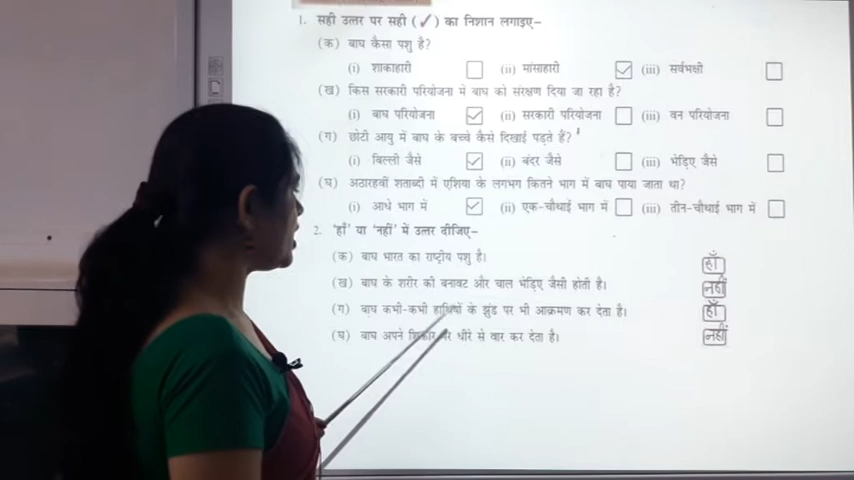 1. सही उत्तर पर सही (✓) का निशान लगाइए–
(क) बाघ कैसा पशु है?
(i) शाकाहारी (ii) मांसाहारी ✓ (iii) सर्वभक्षी
(ख) किस सरकारी परियोजना में बाघ को संरक्षण दिया जा रहा है?
(i) बाघ परियोजना ✓ (ii) सरकारी परियोजना (iii) वन परियोजना
(ग) छोटी आयु में बाघ के बच्चे कैसे दिखाई पड़ते हैं?
(i) बिल्ली जैसे ✓ (ii) बंदर जैसे (iii) भेड़िए जैसे
(घ) अठारहवीं शताब्दी में एशिया के लगभग कितने भाग में बाघ पाया जाता था?
(i) आधे भाग में ✓ (ii) एक-चौथाई भाग में (iii) तीन-चौथाई भाग में
2. 'हाँ' या 'नहीं' में उत्तर दीजिए–
(क) बाघ भारत का राष्ट्रीय पशु है। हाँ
(ख) बाघ के शरीर की बनावट और चाल भेड़िए जैसी होती है। नहीं
(ग) बाघ कभी-कभी हाथियों के झुंड पर भी आक्रमण कर देता है। हाँ
(घ) बाघ अपने शिकार पर धीरे से वार कर देता है। नहीं